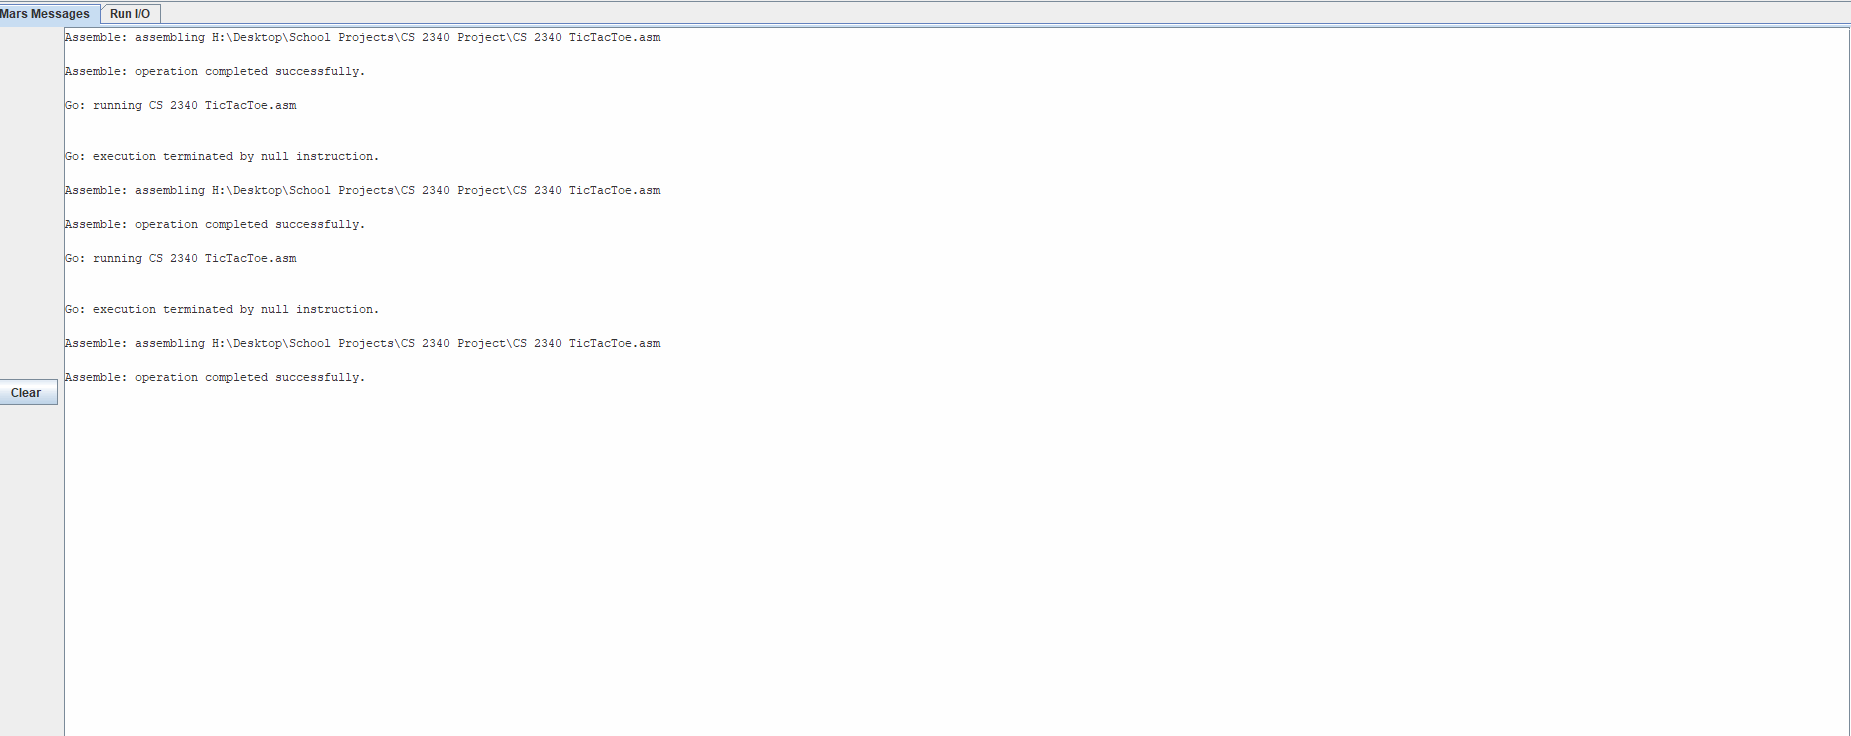 Mars Messages Run I/O
Assemble: assembling H:\Desktop\School Projects\CS 2340 Project\CS 2340 TicTacToe.asm
Assemble: operation completed successfully.
Go: running CS 2340 TicTacToe.asm
Go: execution terminated by null instruction.
Assemble: assembling H:\Desktop\School Projects\CS 2340 Project\CS 2340 TicTacToe.asm
Assemble: operation completed successfully.
Go: running CS 2340 TicTacToe.asm
Go: execution terminated by null instruction.
Assemble: assembling H:\Desktop\School Projects\CS 2340 Project\CS 2340 TicTacToe.asm
Assemble: operation completed successfully.
Clear